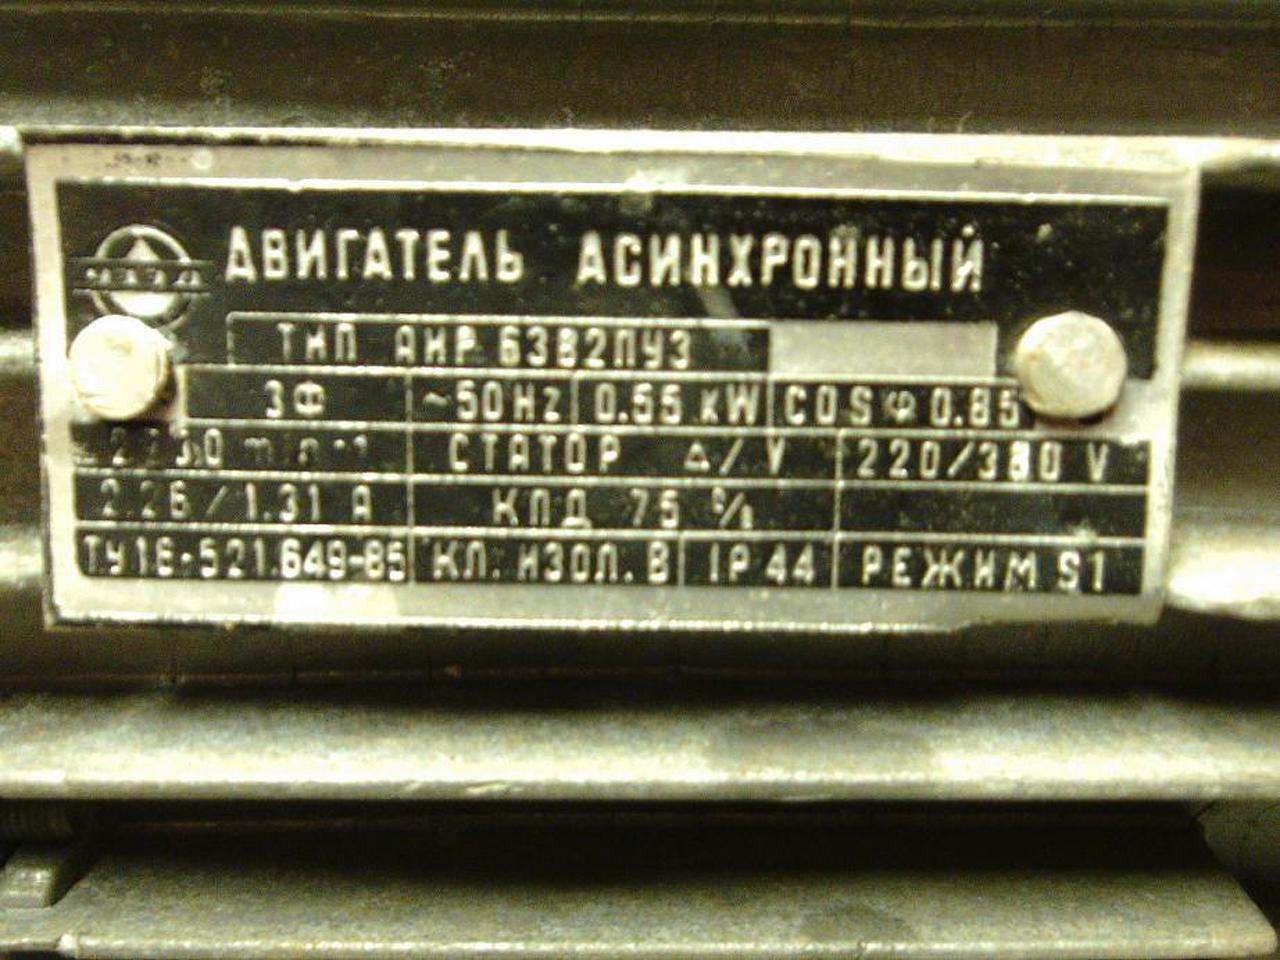 ДВИГАТЕЛЬ АСИНХРОННЫЙ
ТИП АИР 63В2ПУ3
3Ф ~50Hz 0.55 kW COS φ 0.85
СТАТОР Δ/Y 220/380 V
2.26/1.31 А КПД 75 %
ТУ16-521.649-85 КЛ. ИЗОЛ. В IP 44 РЕЖИМ S1